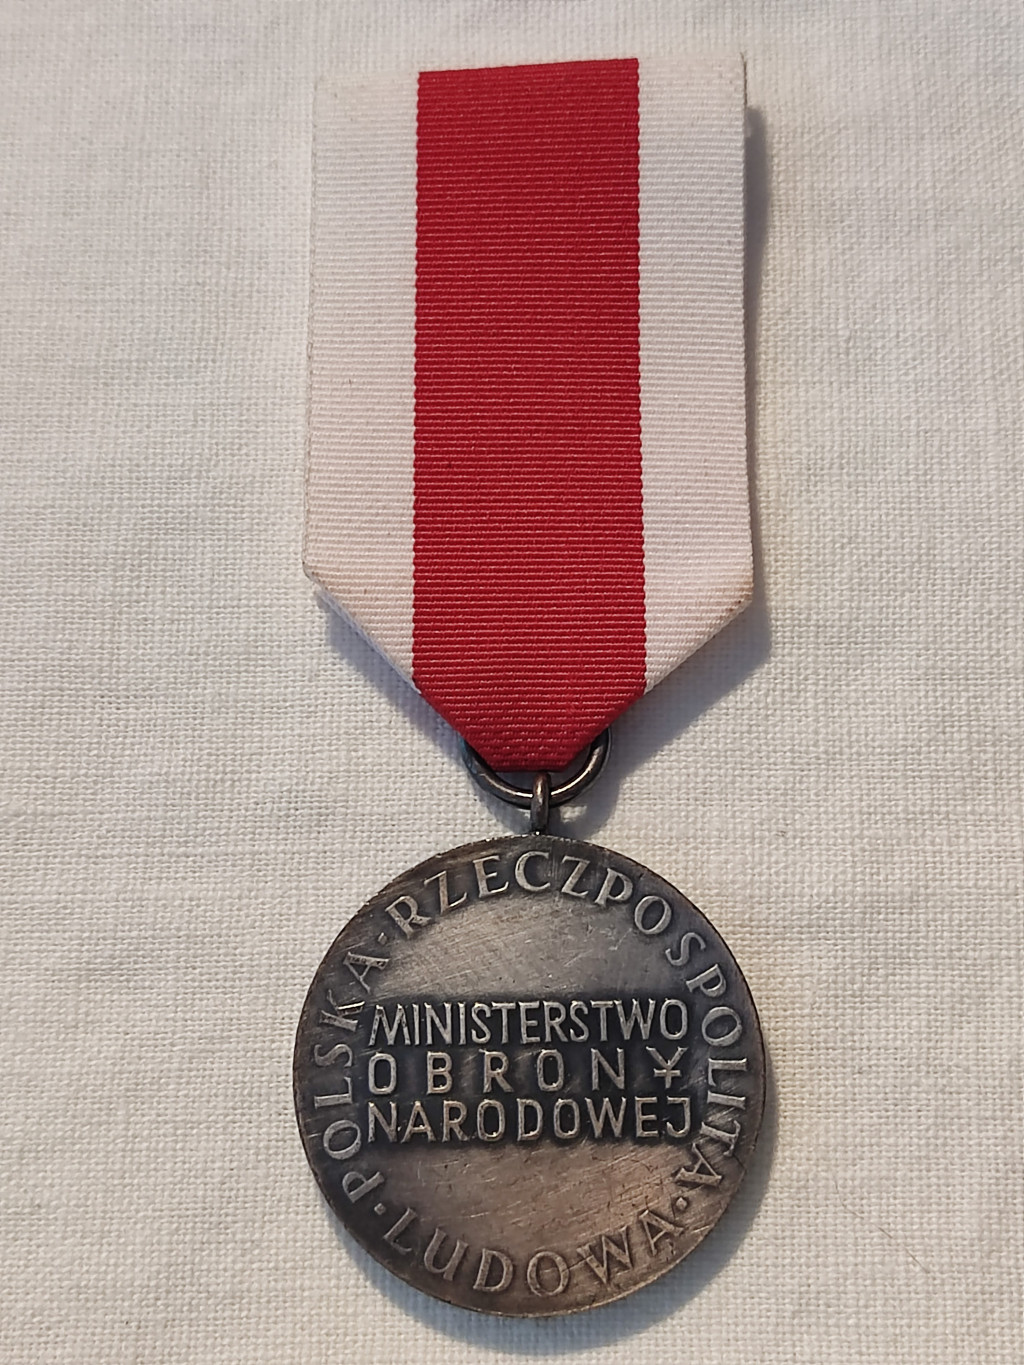 POLSKA · RZECZPOSPOLITA · LUDOWA ·
MINISTERSTWO
OBRONY
NARODOWEJ